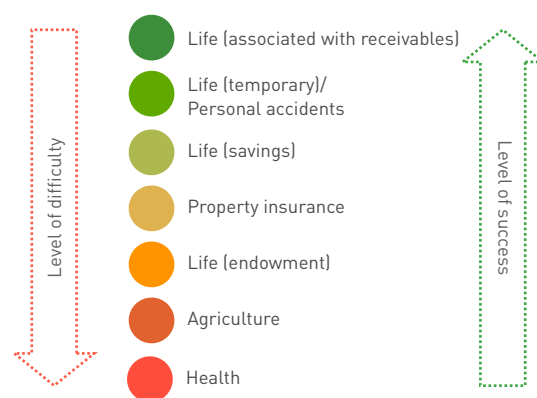 Life (associated with receivables)
Life (temporary)/
Personal accidents
Life (savings)
Property insurance
Life (endowment)
Agriculture
Health
Level of difficulty
Level of success